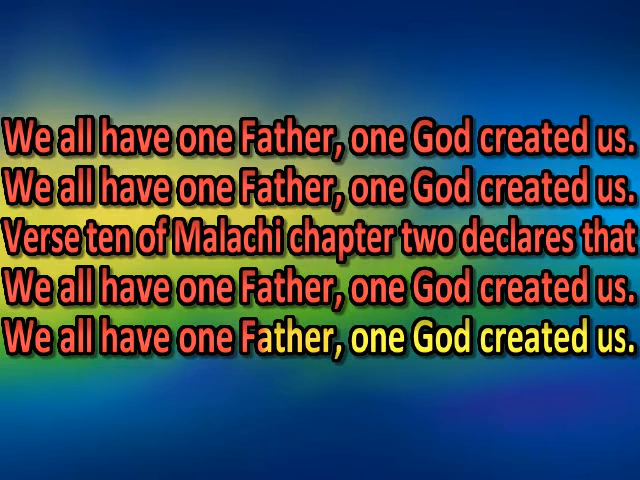 We all have one Father, one God created us.
We all have one Father, one God created us.
Verse ten of Malachi chapter two declares that
We all have one Father, one God created us.
We all have one Father, one God created us.